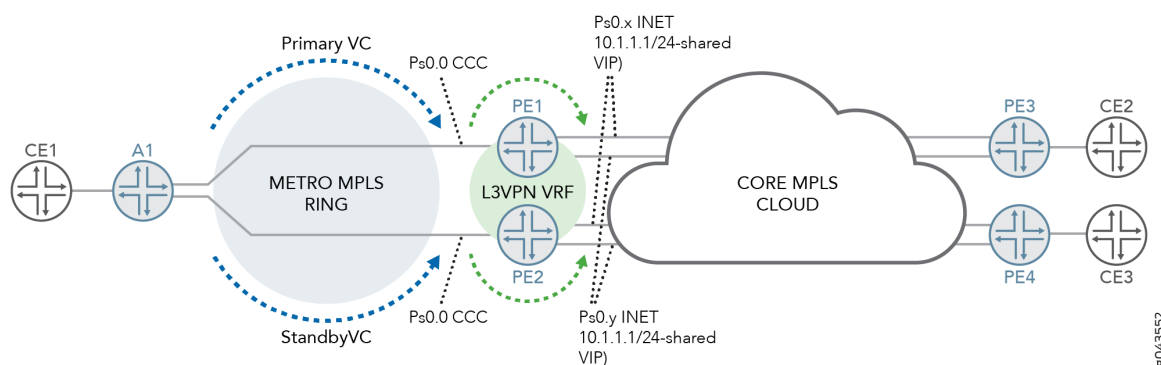 Ps0.x INET
10.1.1.1/24-shared
VIP)
Primary VC
Ps0.0 CCC
PE1
PE3
CE2
CE1
A1
METRO MPLS
RING
L3VPN VRF
CORE MPLS
CLOUD
PE2
PE4
CE3
Ps0.0 CCC
Ps0.y INET
10.1.1.1/24-shared
VIP)
StandbyVC
g043552